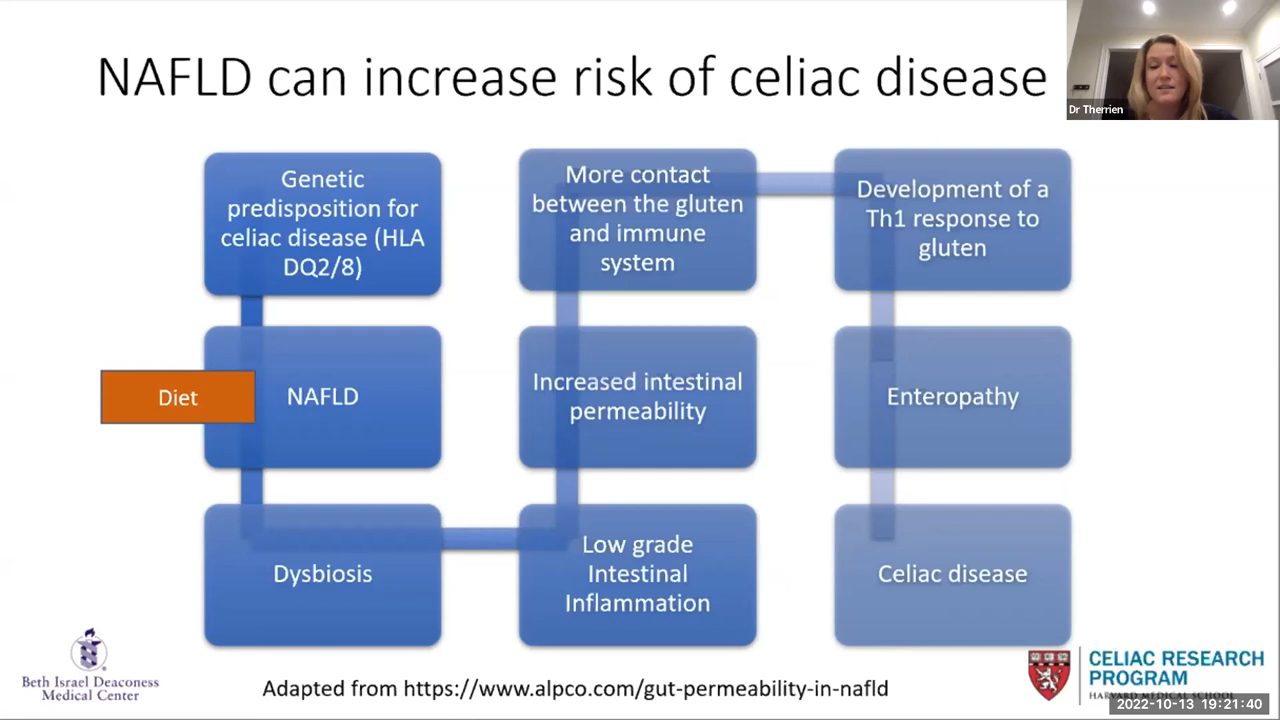 NAFLD can increase risk of celiac disease
Dr Therrien
Genetic
predisposition for
celiac disease (HLA
DQ2/8)
Diet
NAFLD
Dysbiosis
Low grade
Intestinal
Inflammation
Increased intestinal
permeability
More contact
between the gluten
and immune
system
Development of a
Th1 response to
gluten
Enteropathy
Celiac disease
Beth Israel Deaconess
Medical Center
Adapted from https://www.alpco.com/gut-permeability-in-nafld
CELIAC RESEARCH
PROGRAM
HARVARD MEDICAL SCHOOL
2022-10-13 19:21:40